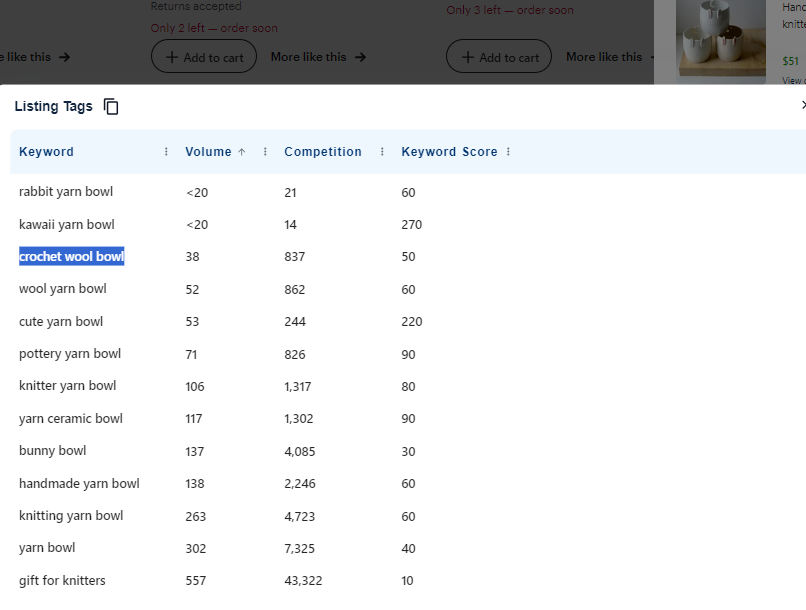 Returns accepted
Only 2 left — order soon
Only 3 left — order soon
Hand
knitte
e like this → + Add to cart More like this → + Add to cart More like this
$51
View c
Listing Tags
Keyword Volume ↑ Competition Keyword Score
rabbit yarn bowl <20 21 60
kawaii yarn bowl <20 14 270
crochet wool bowl 38 837 50
wool yarn bowl 52 862 60
cute yarn bowl 53 244 220
pottery yarn bowl 71 826 90
knitter yarn bowl 106 1,317 80
yarn ceramic bowl 117 1,302 90
bunny bowl 137 4,085 30
handmade yarn bowl 138 2,246 60
knitting yarn bowl 263 4,723 60
yarn bowl 302 7,325 40
gift for knitters 557 43,322 10